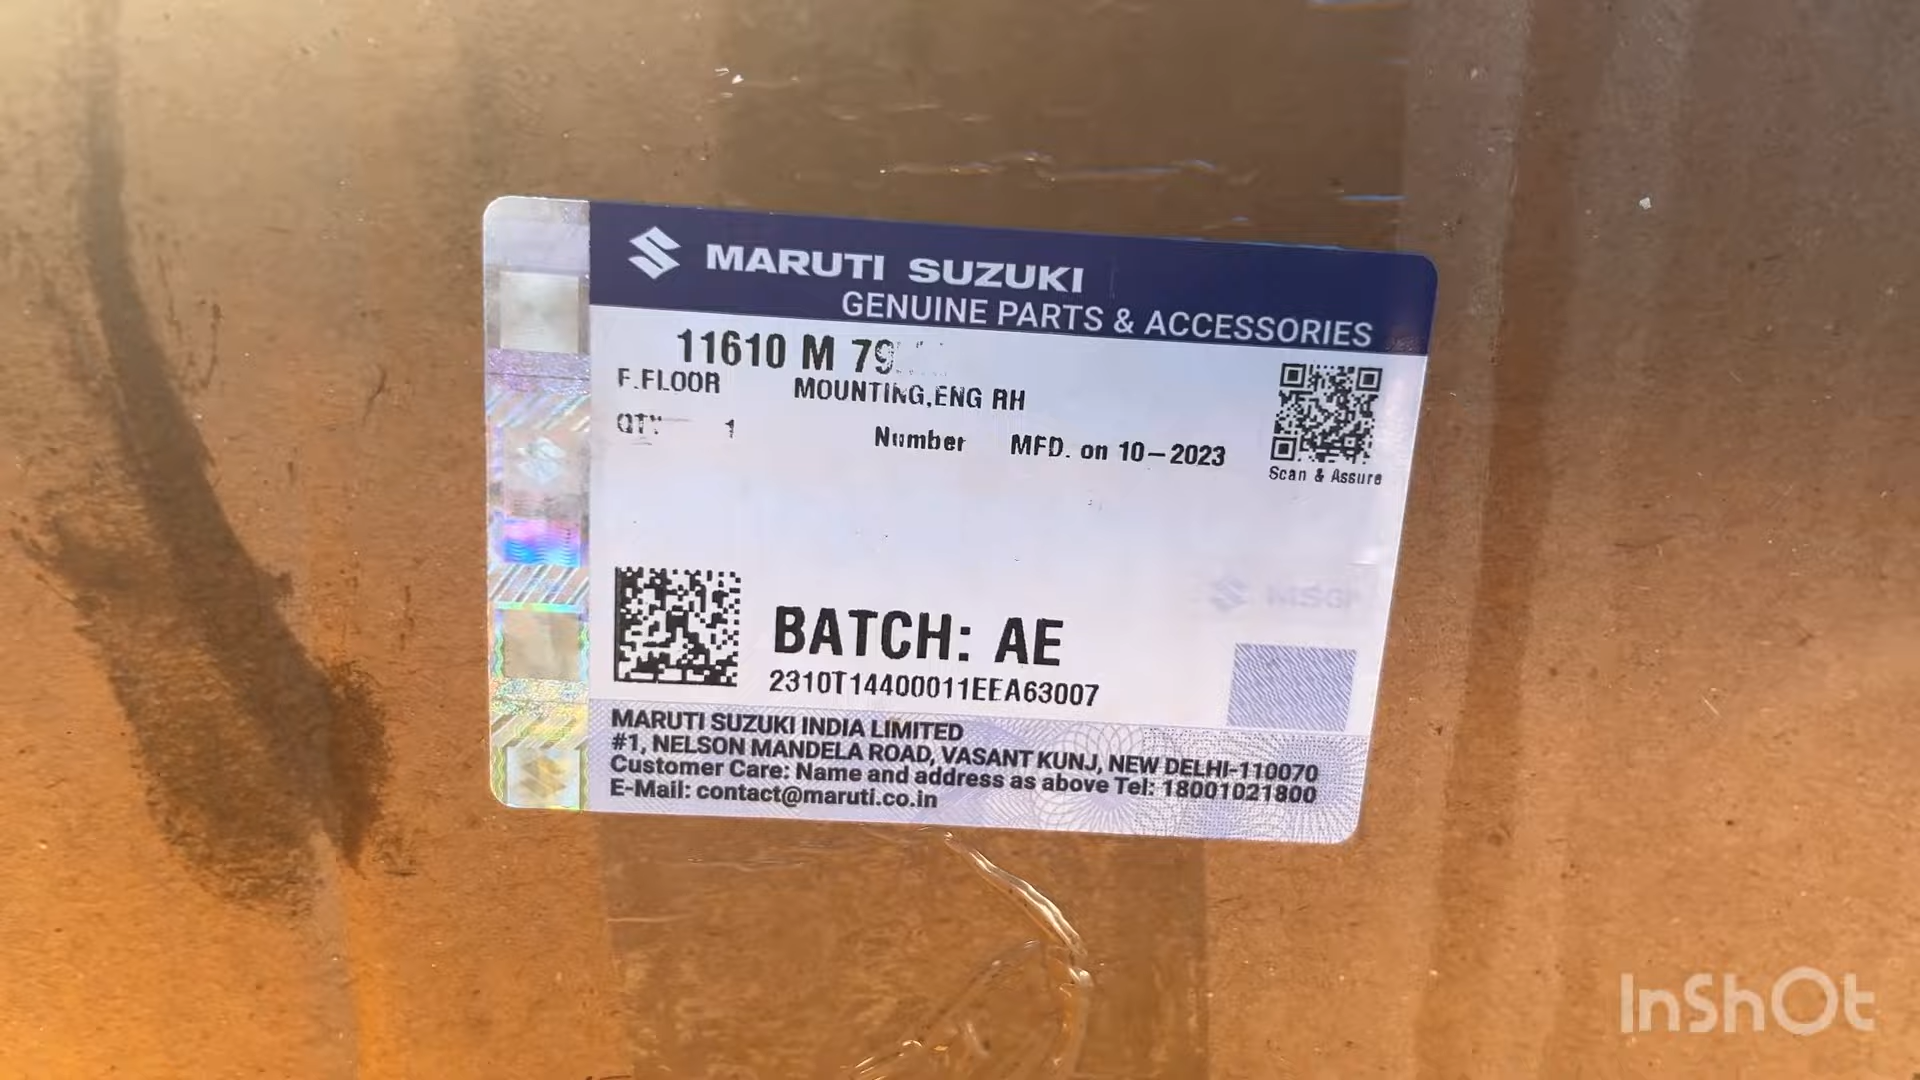 MARUTI SUZUKI
GENUINE PARTS & ACCESSORIES
11610 M
F.FLOOR MOUNTING,ENG RH
QTY 1 Number MFD. on 10-2023
Scan & Assure
BATCH: AE
2310T14400011EEA63007
MARUTI SUZUKI INDIA LIMITED
#1, NELSON MANDELA ROAD, VASANT KUNJ, NEW DELHI-110070
Customer Care: Name and address as above Tel: 18001021800
E-Mail: contact@maruti.co.in
InShOt